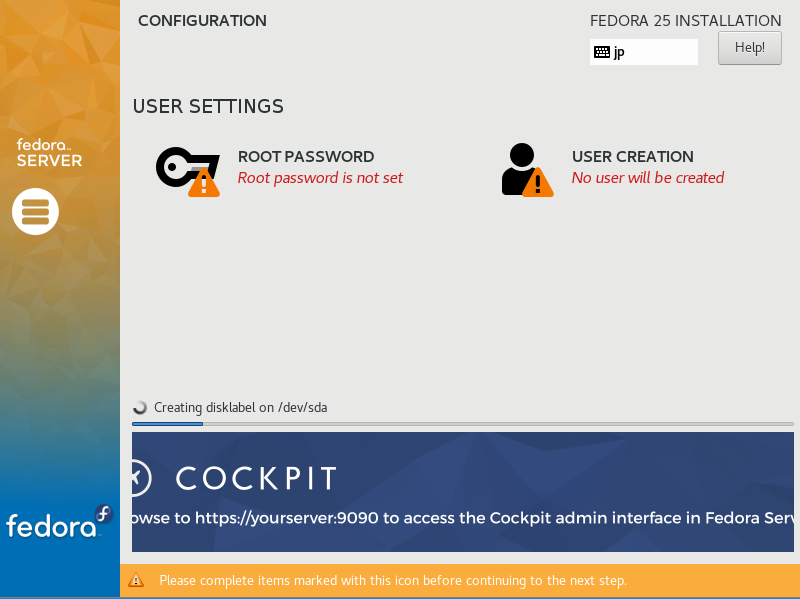 CONFIGURATION
FEDORA 25 INSTALLATION
jp
Help!
fedora
SERVER
USER SETTINGS
ROOT PASSWORD
Root password is not set
USER CREATION
No user will be created
Creating disklabel on /dev/sda
COCKPIT
owse to https://yourserver:9090 to access the Cockpit admin interface in Fedora Serv
fedora
Please complete items marked with this icon before continuing to the next step.